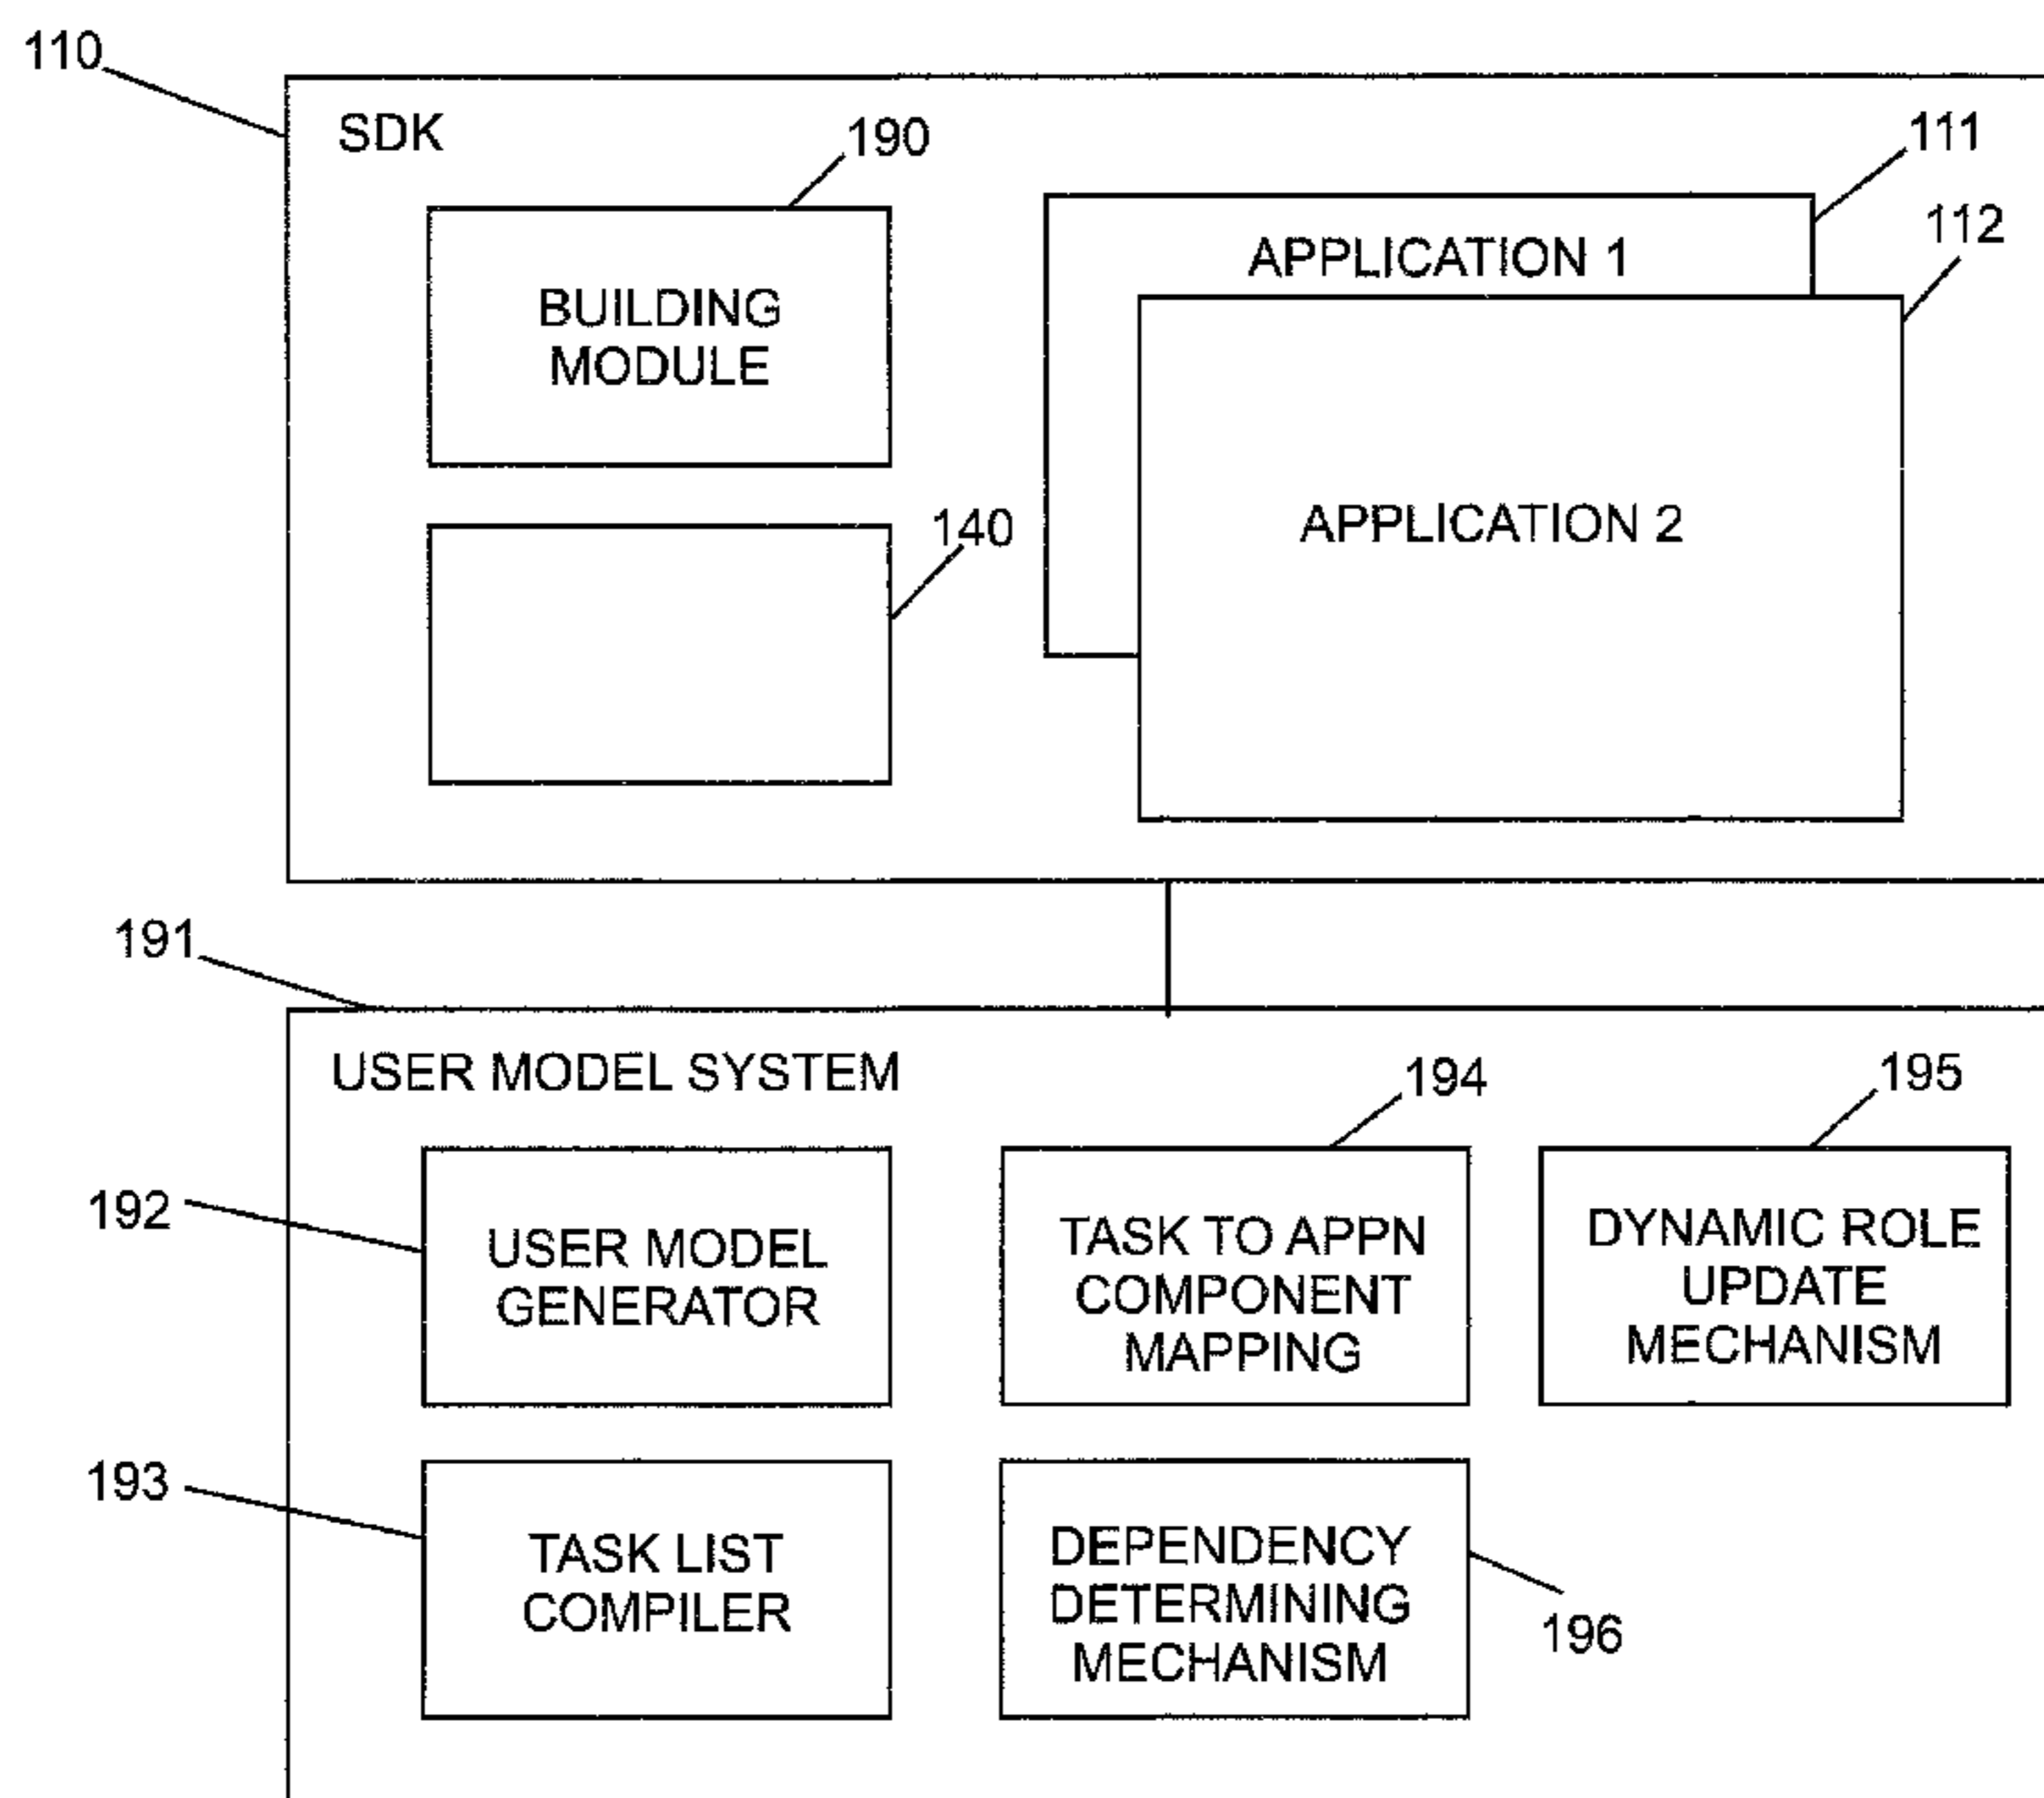 110
SDK
190
111
112
APPLICATION 1
BUILDING
MODULE
140
APPLICATION 2
191
USER MODEL SYSTEM
194
195
192
USER MODEL
GENERATOR
TASK TO APPN
COMPONENT
MAPPING
DYNAMIC ROLE
UPDATE
MECHANISM
193
TASK LIST
COMPILER
DEPENDENCY
DETERMINING
MECHANISM
196